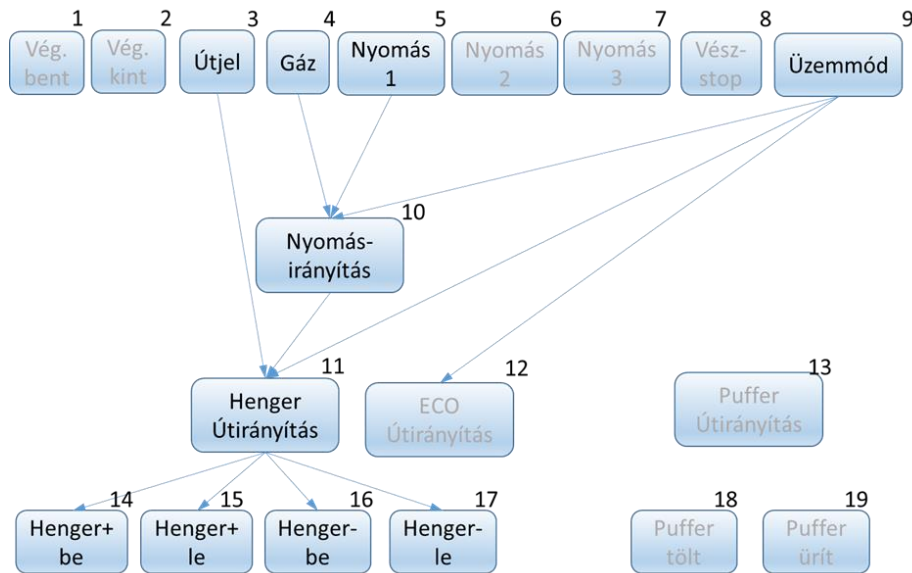 1
Vég.
bent
2
Vég.
kint
3
Útjel
4
Gáz
5
Nyomás
1
6
Nyomás
2
7
Nyomás
3
8
Vész-
stop
9
Üzemmód
10
Nyomás-
irányítás
11
Henger
Útirányítás
12
ECO
Útirányítás
13
Puffer
Útirányítás
14
Henger+
be
15
Henger+
le
16
Henger-
be
17
Henger-
le
18
Puffer
tölt
19
Puffer
ürít